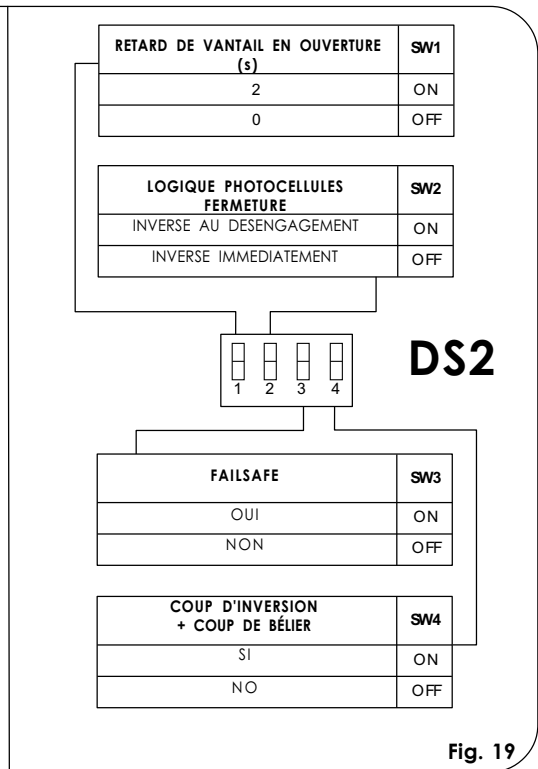 RETARD DE VANTAIL EN OUVERTURE (s) SW1
2 ON
0 OFF
LOGIQUE PHOTOCELLULES FERMETURE SW2
INVERSE AU DESENGAGEMENT ON
INVERSE IMMEDIATEMENT OFF
DS2
1 2 3 4
FAILSAFE SW3
OUI ON
NON OFF
COUP D'INVERSION + COUP DE BÉLIER SW4
SI ON
NO OFF
Fig. 19